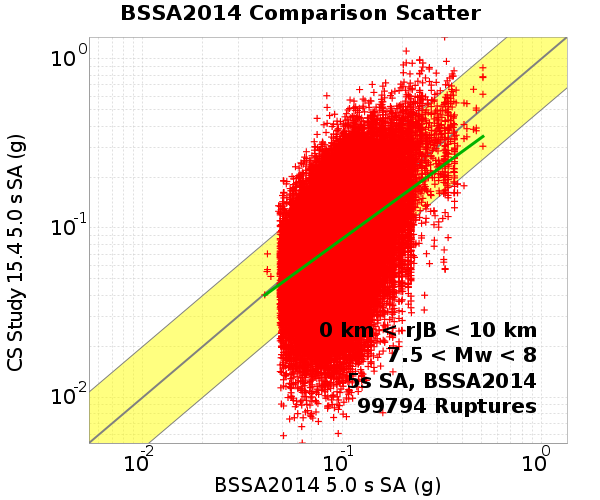 BSSA2014 Comparison Scatter
CS Study 15.4 5.0 s SA (g)
10^0
10^-1
10^-2
0 km < rJB < 10 km
7.5 < Mw < 8
5s SA, BSSA2014
99794 Ruptures
10^-2
10^-1
10^0
BSSA2014 5.0 s SA (g)